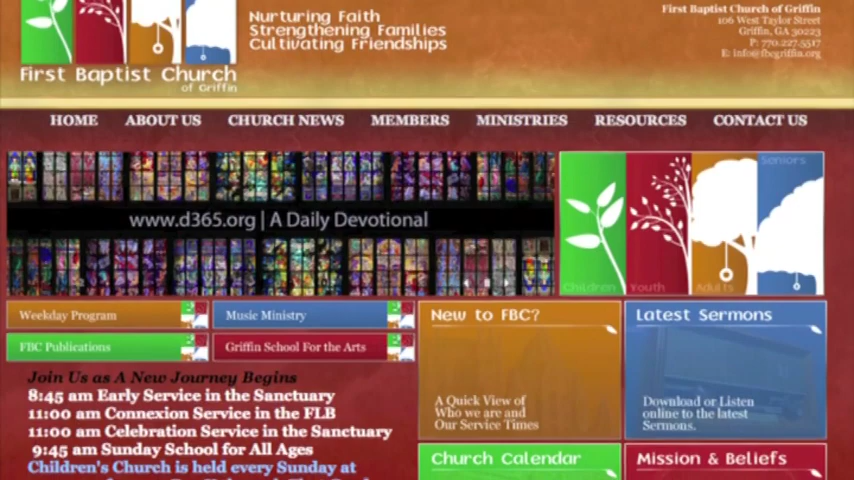 Nurturing Faith
Strengthening Families
Cultivating Friendships
First Baptist Church
of Griffin
First Baptist Church of Griffin
106 West Taylor Street
Griffin, GA 30223
P: 770.227.5517
E: info@fbcgriffin.org
HOME ABOUT US CHURCH NEWS MEMBERS MINISTRIES RESOURCES CONTACT US
www.d365.org | A Daily Devotional
Seniors
Children Youth Adults
Weekday Program Music Ministry
FBC Publications Griffin School For the Arts
New to FBC?
A Quick View of
Who we are and
Our Service Times
Latest Sermons
Download or Listen
online to the latest
Sermons.
Join Us as A New Journey Begins
8:45 am Early Service in the Sanctuary
11:00 am Connexion Service in the FLB
11:00 am Celebration Service in the Sanctuary
9:45 am Sunday School for All Ages
Children's Church is held every Sunday at
Church Calendar
Mission & Beliefs